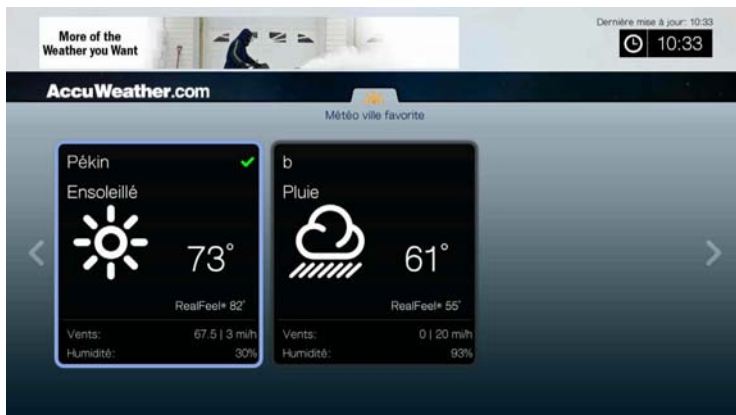 More of the
Weather you Want
Dernière mise à jour: 10:33
10:33
AccuWeather.com
Météo ville favorite
Pékin
Ensoleillé
73°
RealFeel® 82°
Vents: 67.5 | 3 mi/h
Humidité: 30%
b
Pluie
61°
RealFeel® 55°
Vents: 0 | 20 mi/h
Humidité: 93%